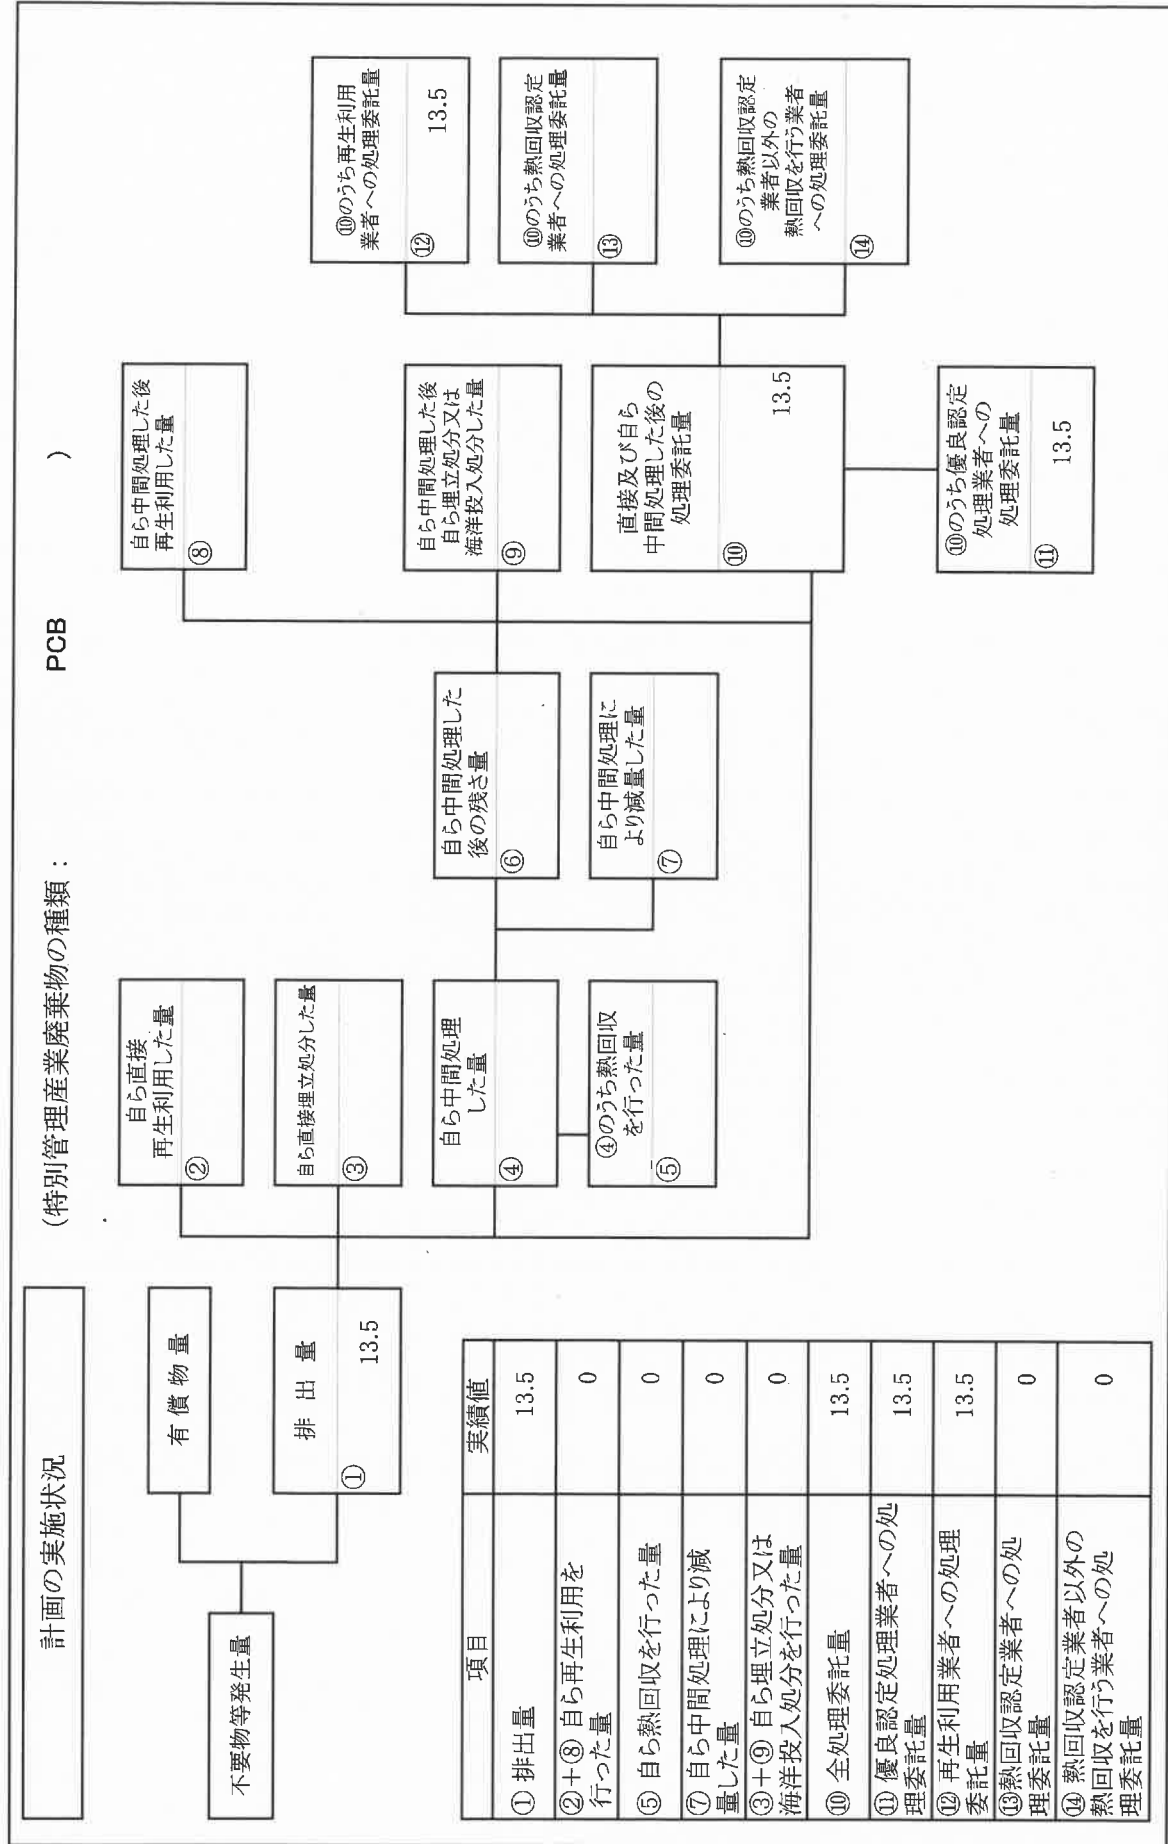 計画の実施状況
(特別管理産業廃棄物の種類: PCB )
不要物等発生量
有償物量
排出量
①
13.5
自ら直接
再生利用した量
②
自ら直接埋立処分した量
③
自ら中間処理
した量
④
④のうち熱回収
を行った量
⑤
自ら中間処理した
後の残さ量
⑥
自ら中間処理に
より減量した量
⑦
自ら中間処理した後
再生利用した量
⑧
自ら中間処理した後
自ら埋立処分又は
海洋投入処分した量
⑨
直接及び自ら
中間処理した後の
処理委託量
⑩
13.5
⑩のうち優良認定
処理業者への
処理委託量
⑪
13.5
⑩のうち再生利用
業者への処理委託量
⑫
13.5
⑩のうち熱回収認定
業者への処理委託量
⑬
⑩のうち熱回収認定
業者以外の
熱回収を行う業者
への処理委託量
⑭
項目 実績値
①排出量 13.5
②+⑧ 自ら再生利用を
行った量 0
⑤ 自ら熱回収を行った量 0
⑦ 自ら中間処理により減
量した量 0
③+⑨ 自ら埋立処分又は
海洋投入処分を行った量 0
⑩ 全処理委託量 13.5
⑪ 優良認定処理業者への処
理委託量 13.5
⑫ 再生利用業者への処理
委託量 13.5
⑬熱回収認定業者への処
理委託量 0
⑭ 熱回収認定業者以外の
熱回収を行う業者への処
理委託量 0